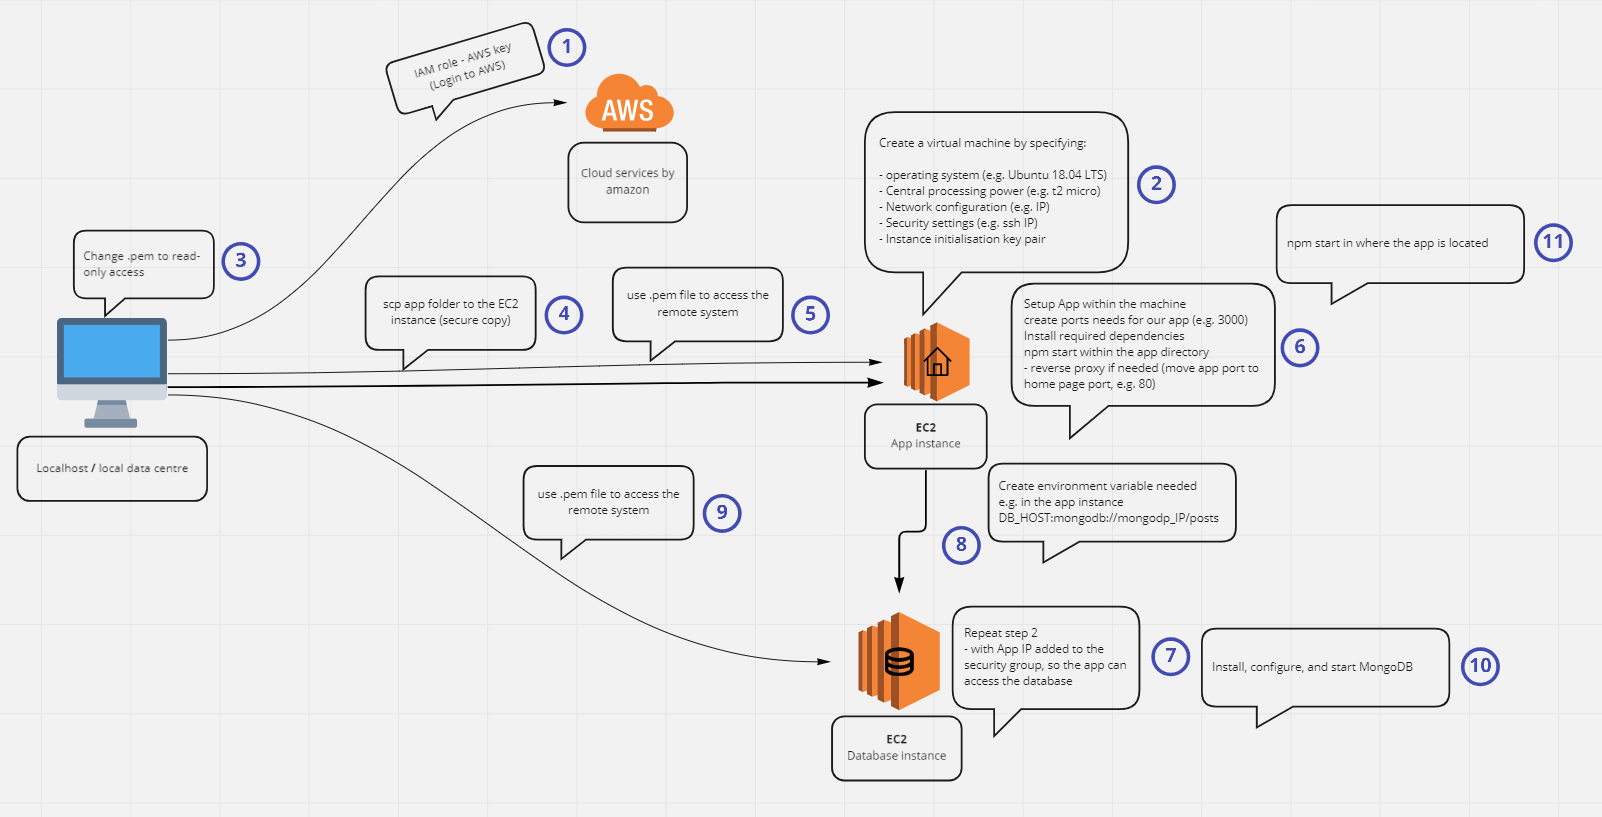 IAM role - AWS key
(Login to AWS)
1
AWS
Cloud services by
amazon
Create a virtual machine by specifying:
- operating system (e.g. Ubuntu 18.04 LTS)
- Central processing power (e.g. t2 micro)
- Network configuration (e.g. IP)
- Security settings (e.g. ssh IP)
- Instance initialisation key pair
2
Change .pem to read-
only access
3
scp app folder to the EC2
instance (secure copy)
4
use .pem file to access the
remote system
5
npm start in where the app is located
11
Setup App within the machine
create ports needs for our app (e.g. 3000)
Install required dependencies
npm start within the app directory
- reverse proxy if needed (move app port to
home page port, e.g. 80)
6
EC2
App instance
Localhost / local data centre
use .pem file to access the
remote system
9
Create environment variable needed
e.g. in the app instance
DB_HOST:mongodb://mongodp_IP/posts
8
Repeat step 2
- with App IP added to the
security group, so the app can
access the database
7
Install, configure, and start MongoDB
10
EC2
Database instance